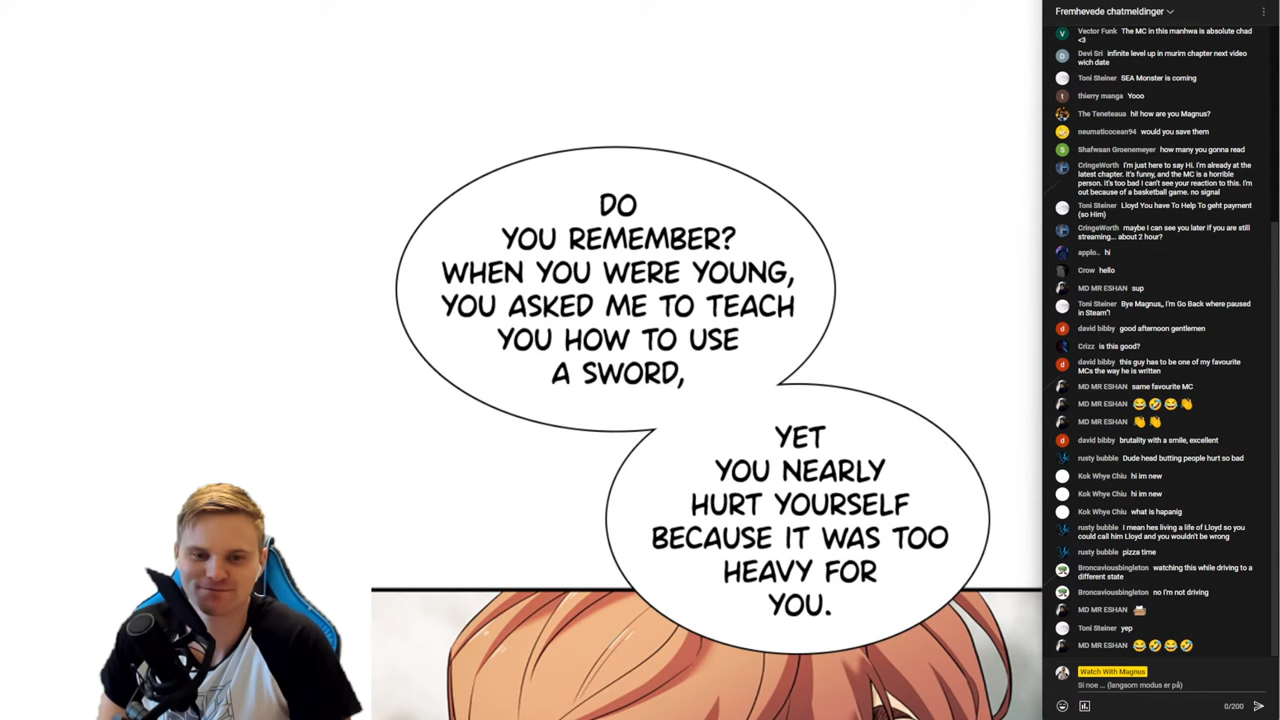 DO
YOU REMEMBER?
WHEN YOU WERE YOUNG,
YOU ASKED ME TO TEACH
YOU HOW TO USE
A SWORD,
YET
YOU NEARLY
HURT YOURSELF
BECAUSE IT WAS TOO
HEAVY FOR
YOU.
Fremhevede chatmeldinger
V Vector Funk The MC in this manhwa is absolute chad
<3
D Devi Sri infinite level up in murim chapter next video
wich date
Toni Steiner SEA Monster is coming
t thierry manga Yooo
The Teneteaua hi! how are you Magnus?
neumaticocean94 would you save them
S Shafwaan Groenemeyer how many you gonna read
CringeWorth I'm just here to say Hi. I'm already at the
latest chapter. it's funny, and the MC is a horrible
person. it's too bad I can't see your reaction to this. I'm
out because of a basketball game. no signal
Toni Steiner Lloyd You have To Help To geht payment
(so Him)
CringeWorth maybe I can see you later if you are still
streaming... about 2 hour?
applo.. hi
Crow hello
MD MR ESHAN sup
Toni Steiner Bye Magnus,, I'm Go Back where paused
in Steam"!
d david bibby good afternoon gentlemen
Crizz is this good?
d david bibby this guy has to be one of my favourite
MCs the way he is written
MD MR ESHAN same favourite MC
MD MR ESHAN 😂🤣😂👏
MD MR ESHAN 👏👏
d david bibby brutality with a smile, excellent
rusty bubble Dude head butting people hurt so bad
Kok Whye Chiu hi im new
Kok Whye Chiu hi im new
Kok Whye Chiu what is hapanig
rusty bubble I mean hes living a life of Lloyd so you
could call him Lloyd and you wouldn't be wrong
rusty bubble pizza time
Broncaviousbingleton watching this while driving to a
different state
Broncaviousbingleton no I'm not driving
MD MR ESHAN
Toni Steiner yep
MD MR ESHAN 😂🤣😂🤣
Watch With Magnus
Si noe ... (langsom modus er på)
0/200